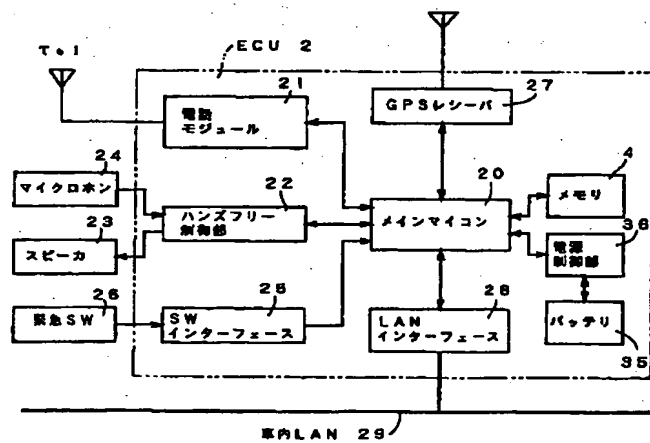 Tel
ECU 2
21
電話
モジュール
27
GPSレシーバ
24
マイクロホン
22
ハンズフリー
制御部
20
メインマイコン
4
メモリ
23
スピーカ
36
電源
制御部
26
緊急SW
25
SW
インターフェース
28
LAN
インターフェース
バッテリ
35
車内LAN 29